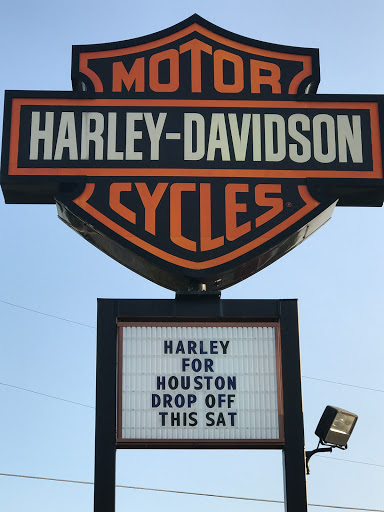 MOTOR
HARLEY-DAVIDSON
CYCLES
HARLEY
FOR
HOUSTON
DROP OFF
THIS SAT